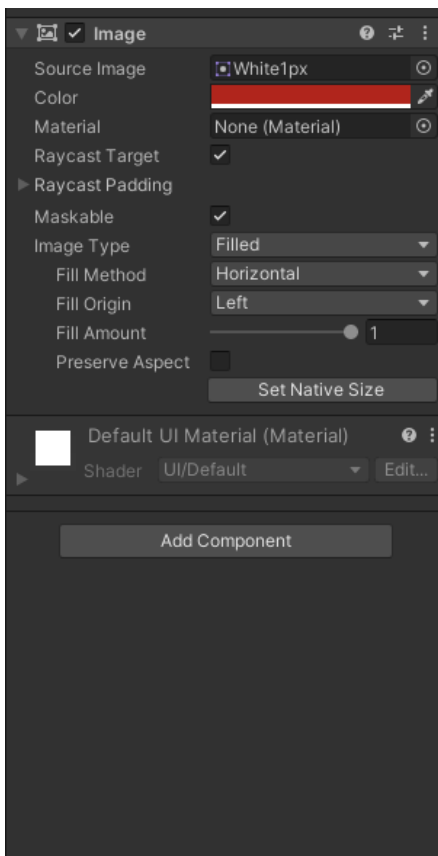 Image
Source Image White1px
Color
Material None (Material)
Raycast Target
Raycast Padding
Maskable
Image Type Filled
Fill Method Horizontal
Fill Origin Left
Fill Amount 1
Preserve Aspect
Set Native Size
Default UI Material (Material)
Shader UI/Default Edit...
Add Component